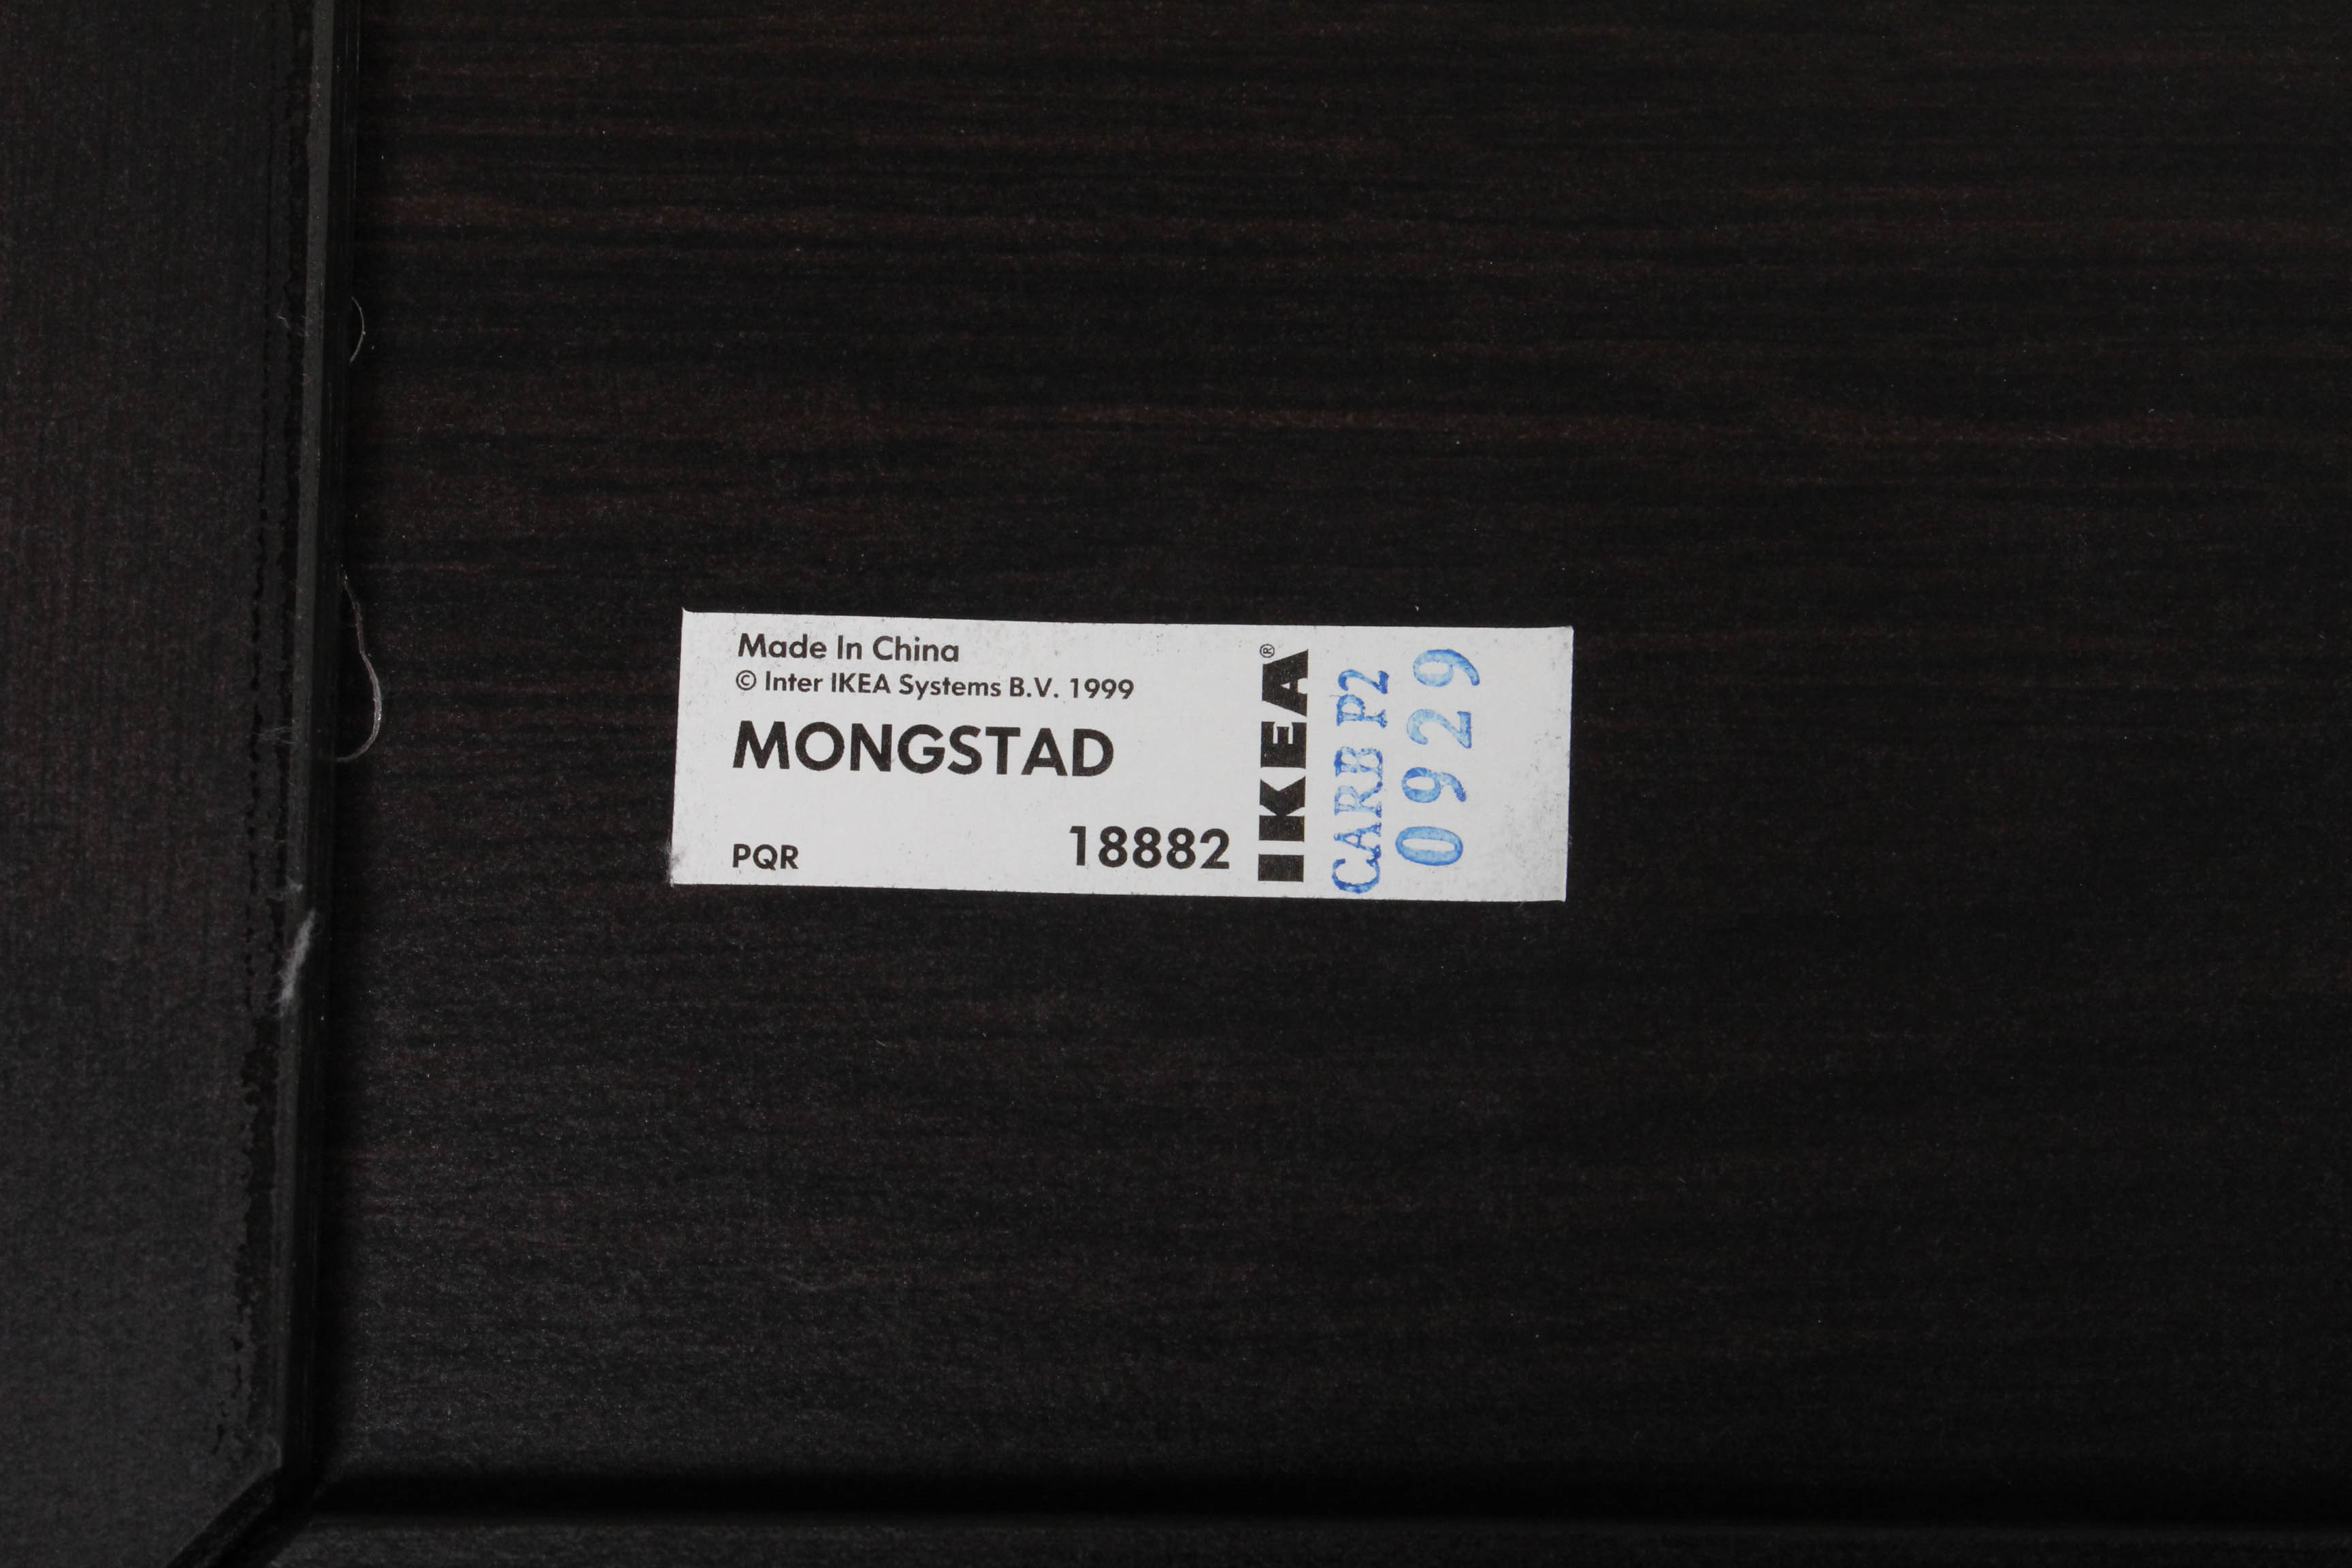 Made In China
© Inter IKEA Systems B.V. 1999
MONGSTAD
PQR 18882
IKEA®
CARB P2
0929